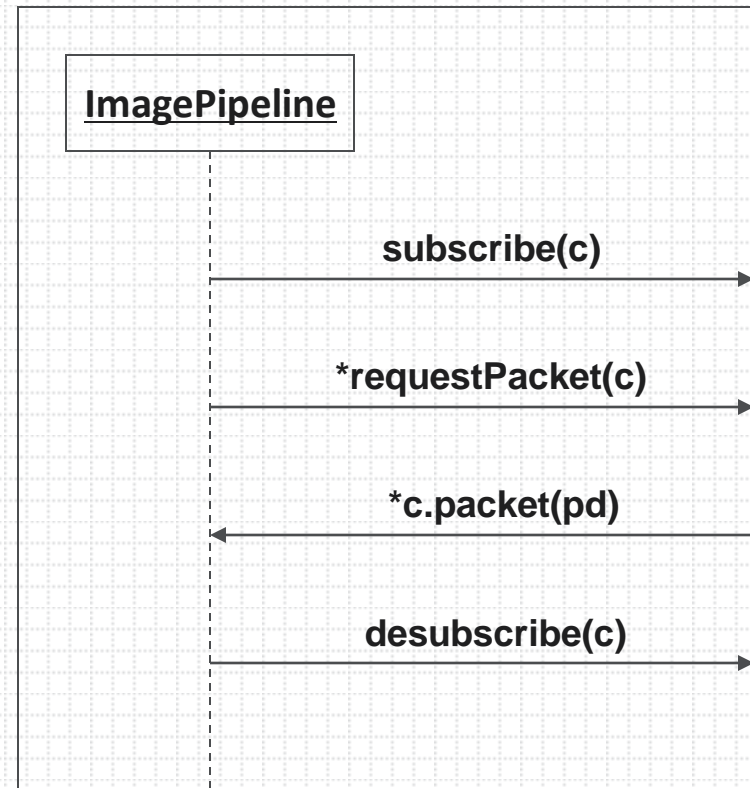 ImagePipeline
subscribe(c)
*requestPacket(c)
*c.packet(pd)
desubscribe(c)